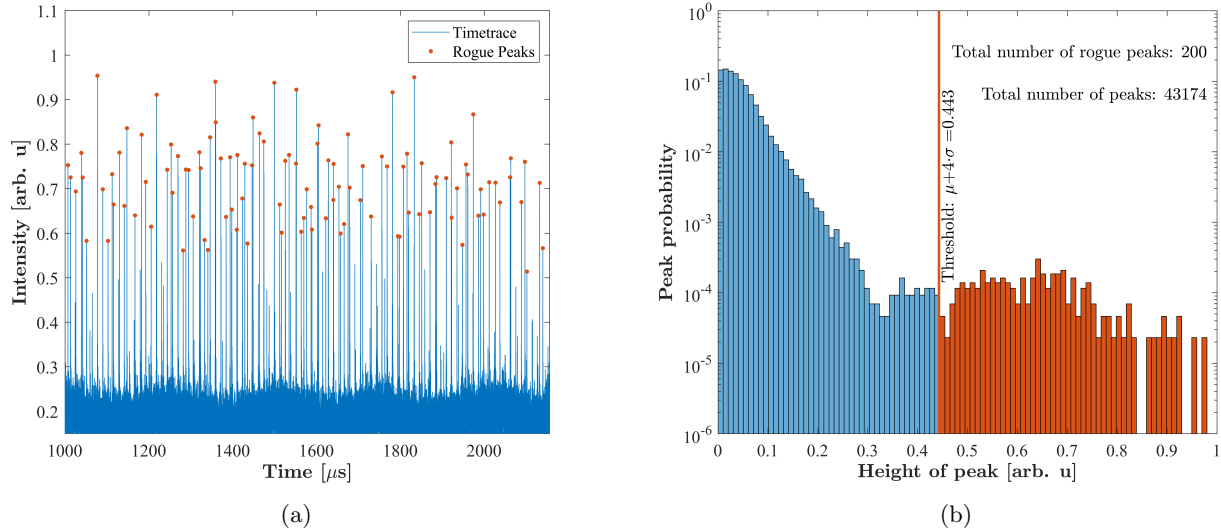 1.1
1
0.9
0.8
0.7
0.6
0.5
0.4
0.3
0.2
Intensity [arb. u]
Timetrace
Rogue Peaks
1000 1200 1400 1600 1800 2000
Time [μs]
(a)
10^0
10^-1
10^-2
10^-3
10^-4
10^-5
10^-6
Peak probability
Total number of rogue peaks: 200
Total number of peaks: 43174
Threshold: μ+4·σ=0.443
0 0.1 0.2 0.3 0.4 0.5 0.6 0.7 0.8 0.9 1
Height of peak [arb. u]
(b)